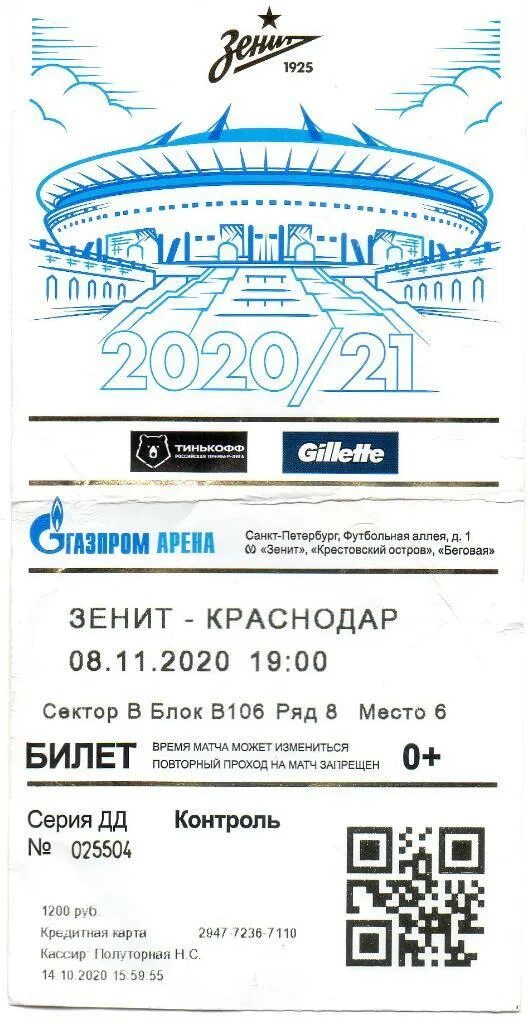 Зенит
1925
2020/21
ТИНЬКОФФ
РОССИЙСКАЯ ПРЕМЬЕР-ЛИГА
Gillette
ГАЗПРОМ АРЕНА
Санкт-Петербург, Футбольная аллея, д. 1
«Зенит», «Крестовский остров», «Беговая»
ЗЕНИТ - КРАСНОДАР
08.11.2020 19:00
Сектор B Блок B106 Ряд 8 Место 6
БИЛЕТ
ВРЕМЯ МАТЧА МОЖЕТ ИЗМЕНИТЬСЯ
ПОВТОРНЫЙ ПРОХОД НА МАТЧ ЗАПРЕЩЕН
0+
Серия ДД
Контроль
№ 025504
1200 руб.
Кредитная карта 2947-7236-7110
Кассир: Полуторная Н.С.
14.10.2020 15:59:55